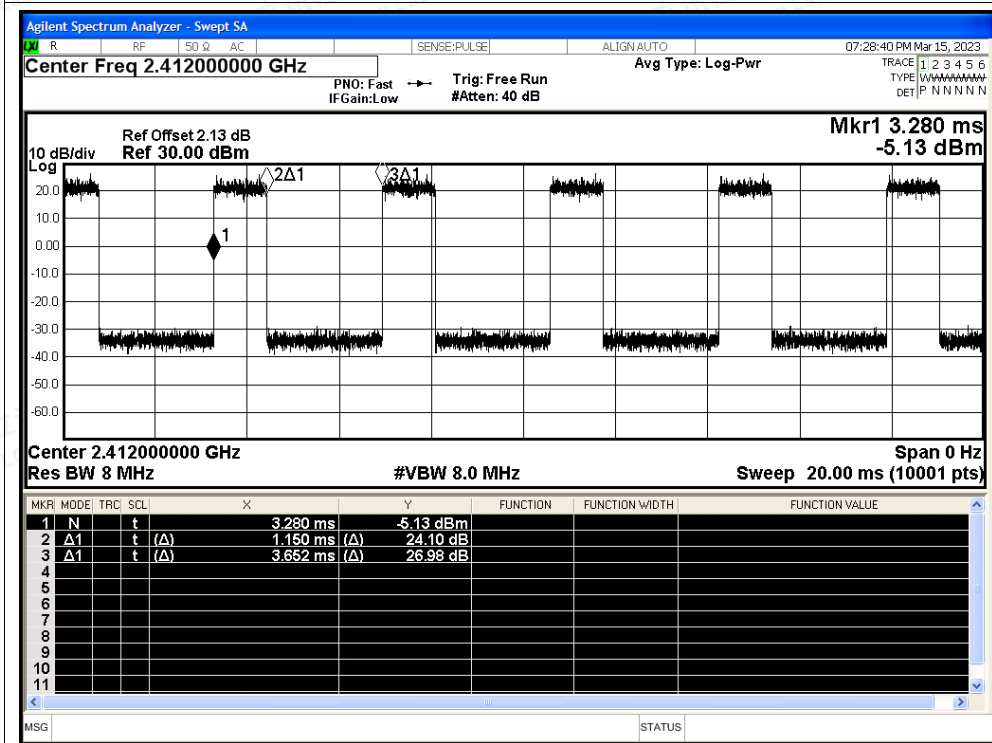 Agilent Spectrum Analyzer - Swept SA
LXI R RF 50 Ω AC SENSE:PULSE ALIGN AUTO 07:28:40 PM Mar 15, 2023
Center Freq 2.412000000 GHz Avg Type: Log-Pwr TRACE 1 2 3 4 5 6
PNO: Fast Trig: Free Run TYPE W
IFGain:Low #Atten: 40 dB DET P N N N N N
Mkr1 3.280 ms
-5.13 dBm
Ref Offset 2.13 dB
10 dB/div Ref 30.00 dBm
Log
2Δ1 3Δ1
20.0
10.0
1
0.00
-10.0
-20.0
-30.0
-40.0
-50.0
-60.0
Center 2.412000000 GHz Span 0 Hz
Res BW 8 MHz #VBW 8.0 MHz Sweep 20.00 ms (10001 pts)
MKR MODE TRC SCL X Y FUNCTION FUNCTION WIDTH FUNCTION VALUE
1 N t 3.280 ms -5.13 dBm
2 Δ1 t (Δ) 1.150 ms (Δ) 24.10 dB
3 Δ1 t (Δ) 3.652 ms (Δ) 26.98 dB
4
5
6
7
8
9
10
11
MSG STATUS